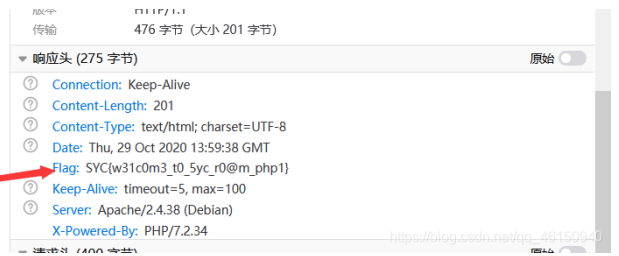 版本 HTTP/1.1
传输 476 字节 (大小 201 字节)
响应头 (275 字节) 原始
Connection: Keep-Alive
Content-Length: 201
Content-Type: text/html; charset=UTF-8
Date: Thu, 29 Oct 2020 13:59:38 GMT
Flag: SYC{w31c0m3_t0_5yc_r0@m_php1}
Keep-Alive: timeout=5, max=100
Server: Apache/2.4.38 (Debian)
X-Powered-By: PHP/7.2.34
https://blog.csdn.net/qq_46150940
请求头 (400 字节) 原始